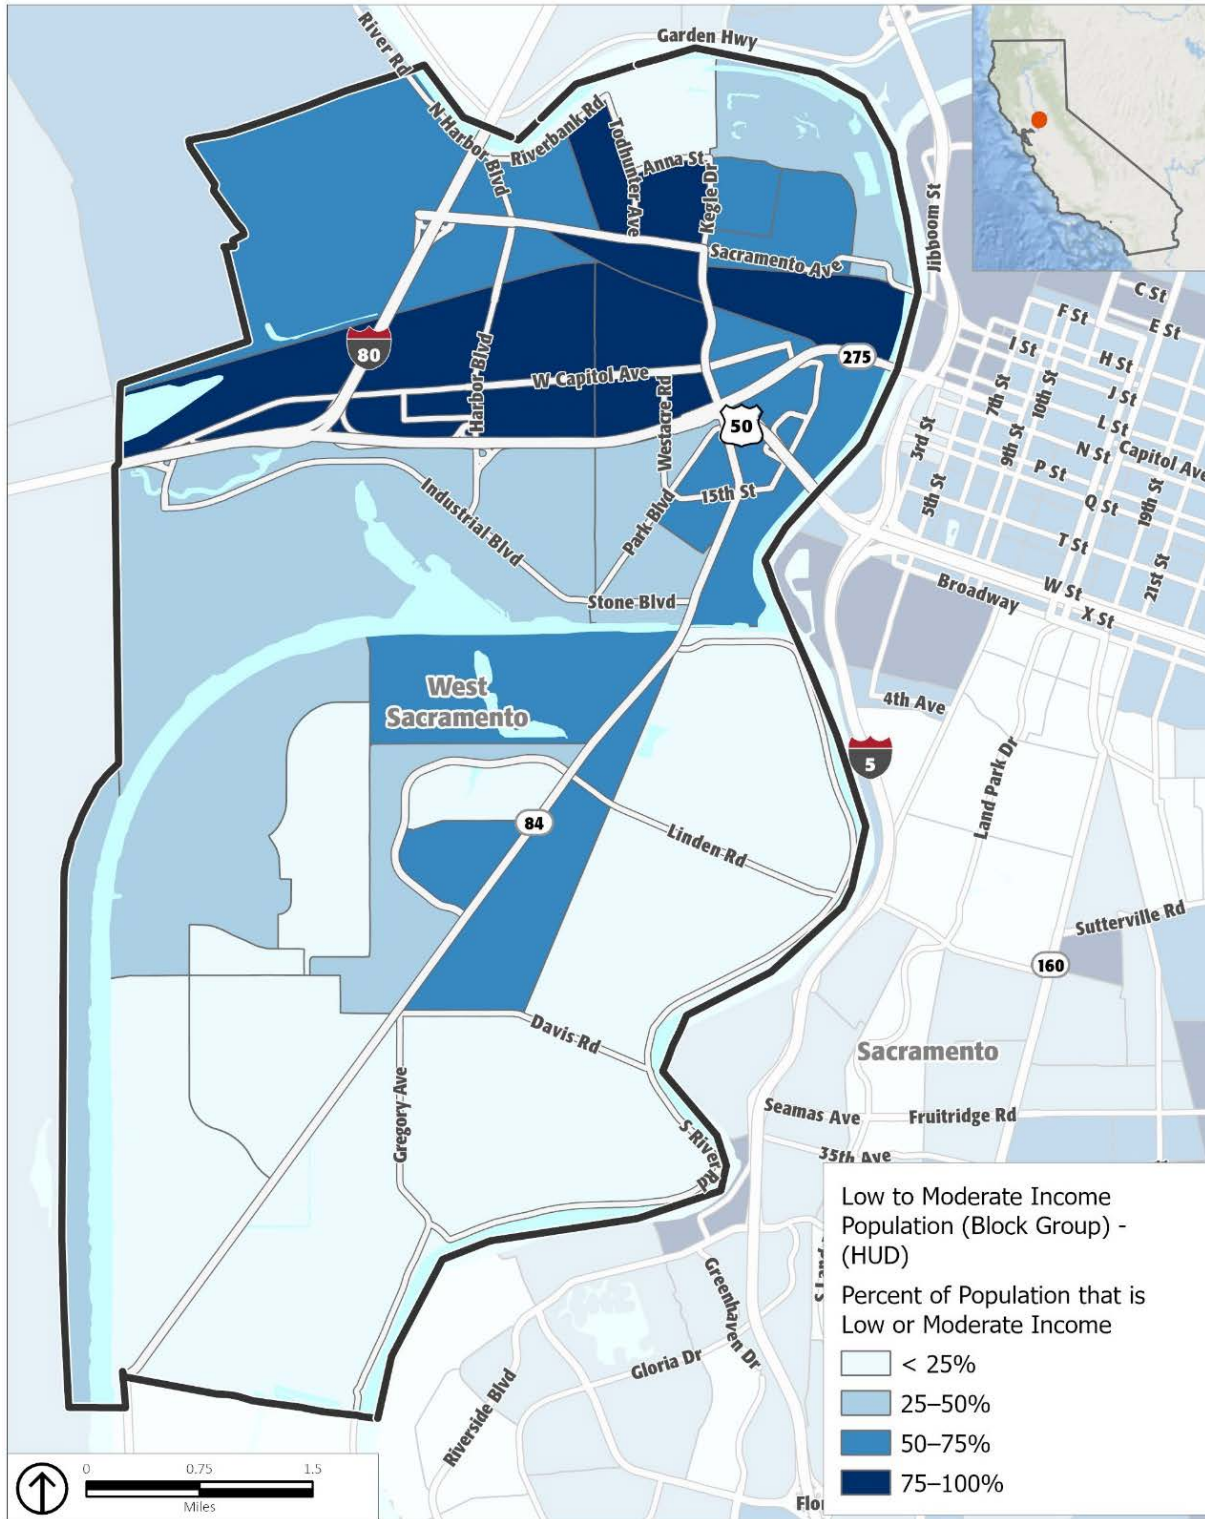 River Rd
Garden Hwy
N Harbor Blvd
Riverbank Rd
Todhunter Ave
Anna St
Kegle Dr
Jibboom St
Sacramento Ave
C St
E St
F St
H St
I St
J St
7th St
10th St
L St
80
Harbor Blvd
W Capitol Ave
275
Westacre Rd
50
3rd St
9th St
N St
Capitol Ave
P St
19th St
5th St
Q St
15th St
Industrial Blvd
Park Blvd
T St
21st St
W St
Broadway
X St
Stone Blvd
West
Sacramento
4th Ave
5
Land Park Dr
84
Linden Rd
Sutterville Rd
160
Davis Rd
Sacramento
Gregory Ave
Seamas Ave
Fruitridge Rd
S River Rd
35th Ave
Greenhaven Dr
Gloria Dr
Riverside Blvd
Low to Moderate Income
Population (Block Group) -
(HUD)
Percent of Population that is
Low or Moderate Income
< 25%
25–50%
50–75%
75–100%
0 0.75 1.5
Miles